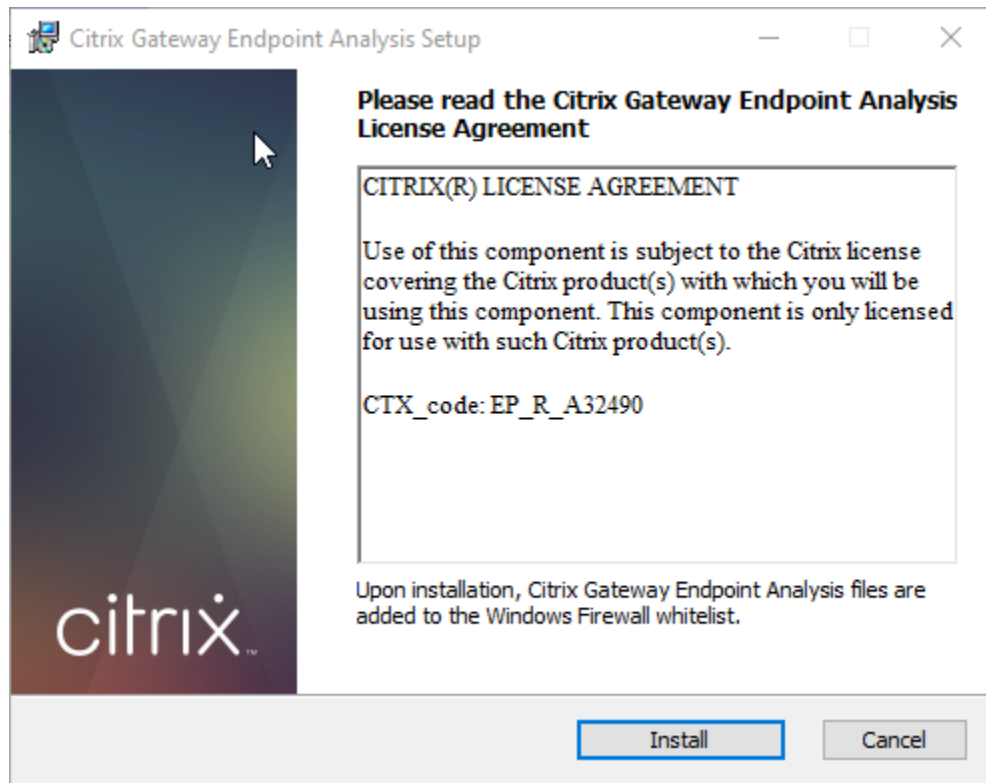 Citrix Gateway Endpoint Analysis Setup
Please read the Citrix Gateway Endpoint Analysis
License Agreement
CITRIX(R) LICENSE AGREEMENT
Use of this component is subject to the Citrix license
covering the Citrix product(s) with which you will be
using this component. This component is only licensed
for use with such Citrix product(s).
CTX_code: EP_R_A32490
Upon installation, Citrix Gateway Endpoint Analysis files are
added to the Windows Firewall whitelist.
citrix™
Install
Cancel